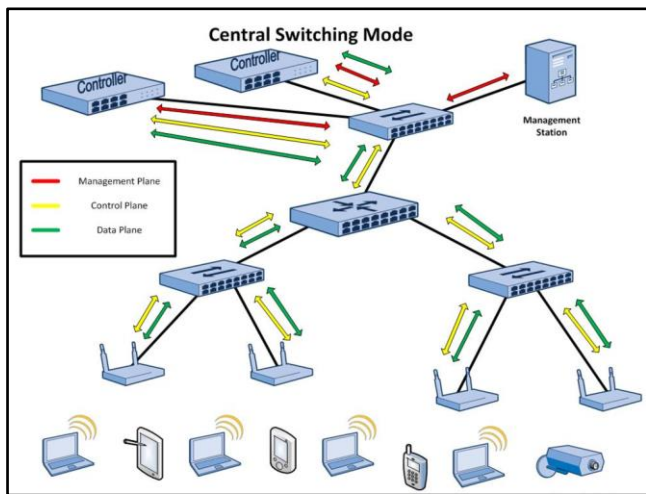 Central Switching Mode
Controller
Controller
Management
Station
Management Plane
Control Plane
Data Plane